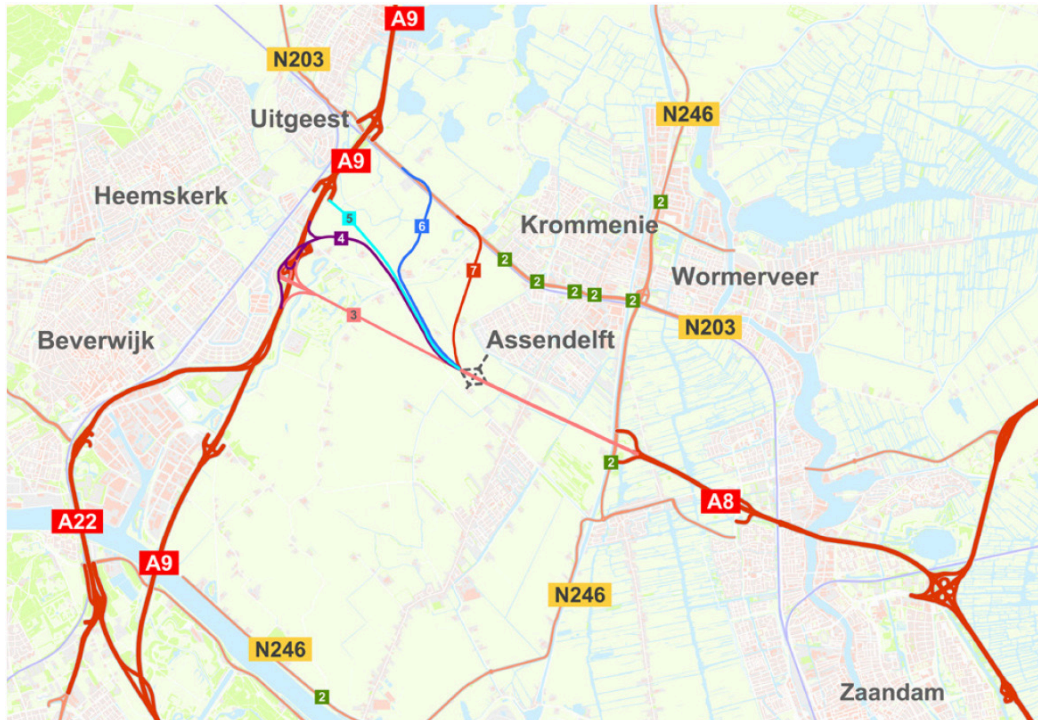 A9
N203
N246
Uitgeest
A9
Heemskerk
2
5
Krommenie
6
4
2
7
Wormerveer
2
2
2
2
3
N203
Beverwijk
Assendelft
2
A8
A22
A9
N246
N246
2
Zaandam